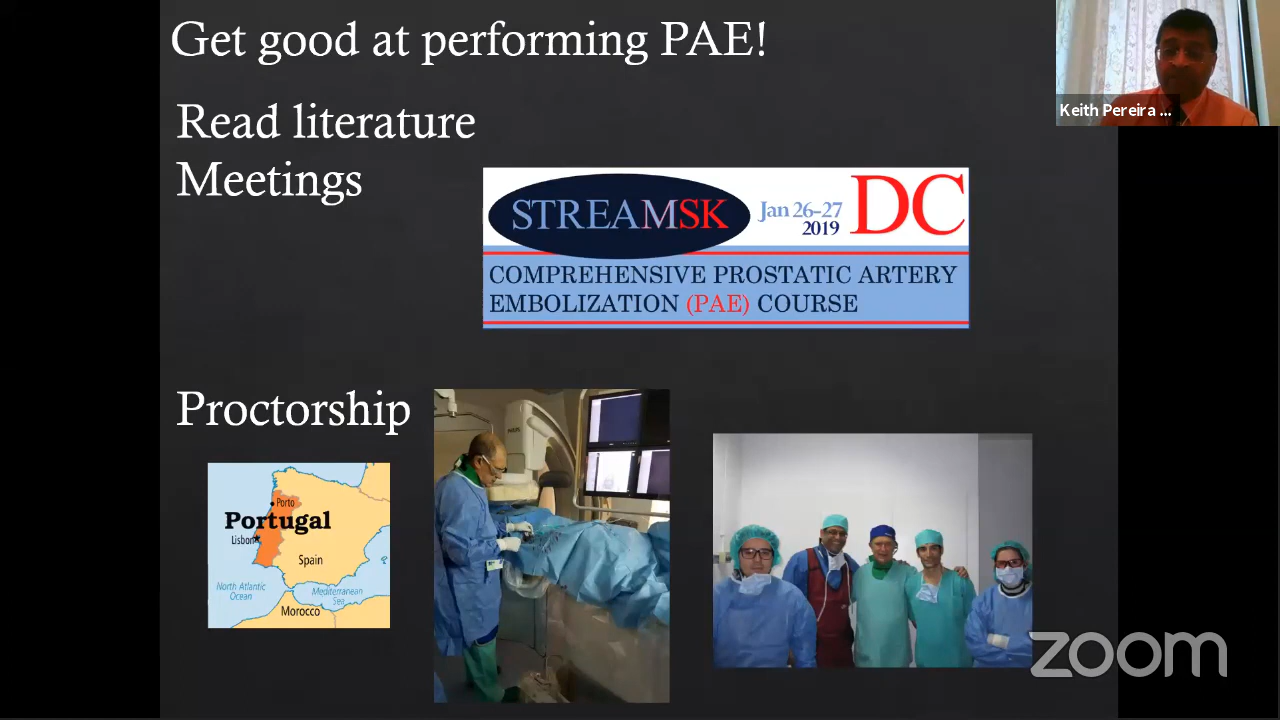 Get good at performing PAE!
Keith Pereira ...
Read literature
Meetings
STREAMSK
Jan 26-27
2019
DC
COMPREHENSIVE PROSTATIC ARTERY
EMBOLIZATION (PAE) COURSE
Proctorship
Porto
Portugal
Lisbon
Spain
North Atlantic
Ocean
Mediterranean
Sea
Morocco
zoom